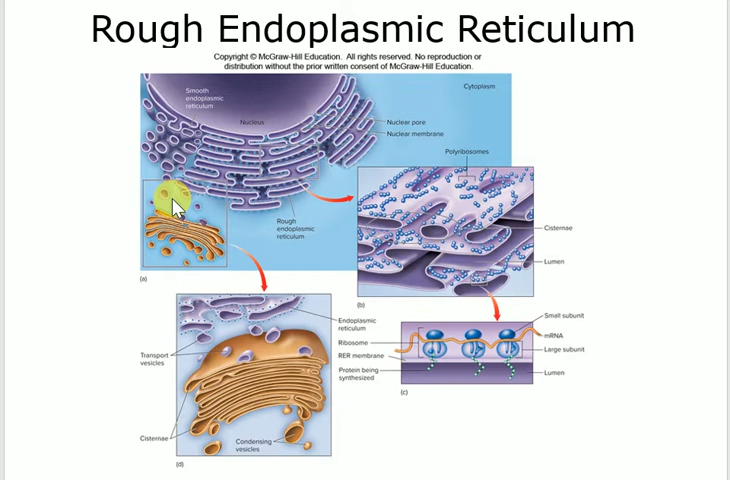 Rough Endoplasmic Reticulum
Copyright © McGraw-Hill Education. All rights reserved. No reproduction or
distribution without the prior written consent of McGraw-Hill Education.
Smooth
endoplasmic
reticulum
Cytoplasm
Nucleus
Nuclear pore
Nuclear membrane
Polyribosomes
Rough
endoplasmic
reticulum
Cisternae
Lumen
(a)
(b)
Endoplasmic
reticulum
Ribosome
RER membrane
Protein being
synthesized
Small subunit
mRNA
Large subunit
Lumen
(c)
Transport
vesicles
Cisternae
Condensing
vesicles
(d)